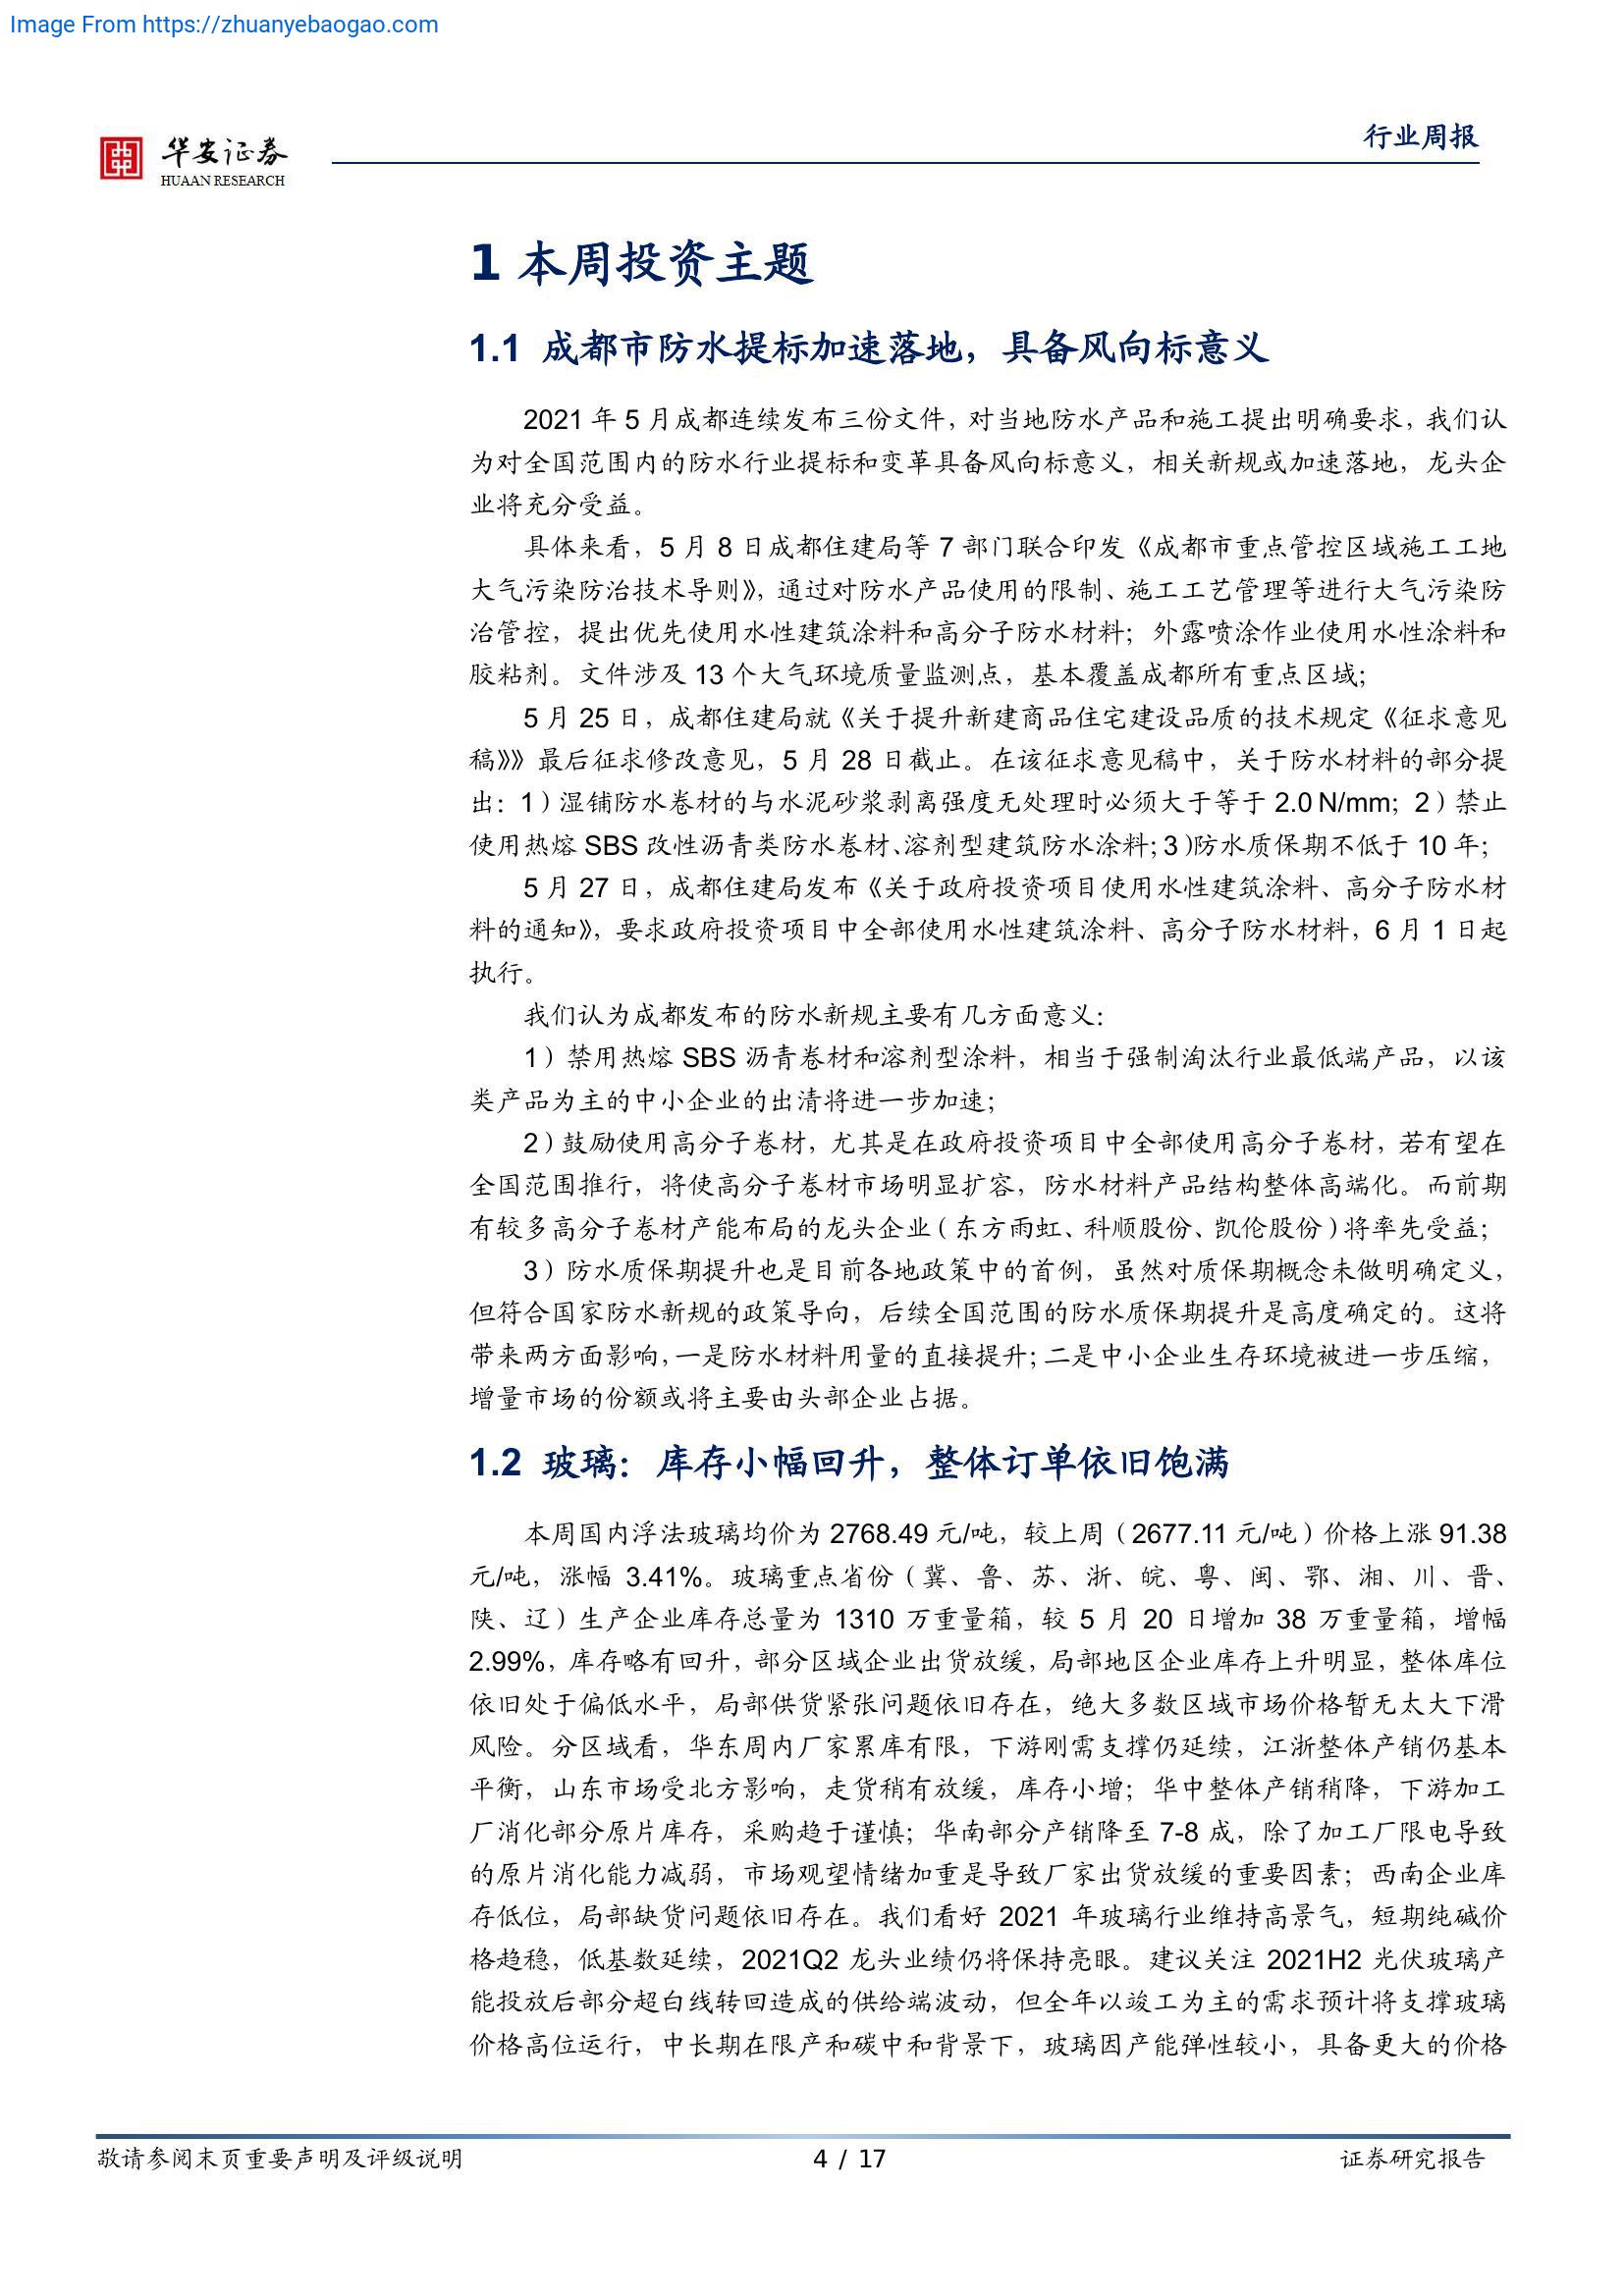 Image From https://zhuanyebaogao.com
华安证券
HUAAN RESEARCH
行业周报
1 本周投资主题
1.1 成都市防水提标加速落地，具备风向标意义
2021 年 5 月成都连续发布三份文件，对当地防水产品和施工提出明确要求，我们认
为对全国范围内的防水行业提标和变革具备风向标意义，相关新规或加速落地，龙头企
业将充分受益。
具体来看，5 月 8 日成都住建局等 7 部门联合印发《成都市重点管控区域施工工地
大气污染防治技术导则》，通过对防水产品使用的限制、施工工艺管理等进行大气污染防
治管控，提出优先使用水性建筑涂料和高分子防水材料；外露喷涂作业使用水性涂料和
胶粘剂。文件涉及 13 个大气环境质量监测点，基本覆盖成都所有重点区域；
5 月 25 日，成都住建局就《关于提升新建商品住宅建设品质的技术规定《征求意见
稿》》最后征求修改意见，5 月 28 日截止。在该征求意见稿中，关于防水材料的部分提
出：1）湿铺防水卷材的与水泥砂浆剥离强度无处理时必须大于等于 2.0 N/mm；2）禁止
使用热熔 SBS 改性沥青类防水卷材、溶剂型建筑防水涂料；3）防水质保期不低于 10 年；
5 月 27 日，成都住建局发布《关于政府投资项目使用水性建筑涂料、高分子防水材
料的通知》，要求政府投资项目中全部使用水性建筑涂料、高分子防水材料，6 月 1 日起
执行。
我们认为成都发布的防水新规主要有几方面意义：
1）禁用热熔 SBS 沥青卷材和溶剂型涂料，相当于强制淘汰行业最低端产品，以该
类产品为主的中小企业的出清将进一步加速；
2）鼓励使用高分子卷材，尤其是在政府投资项目中全部使用高分子卷材，若有望在
全国范围推行，将使高分子卷材市场明显扩容，防水材料产品结构整体高端化。而前期
有较多高分子卷材产能布局的龙头企业（东方雨虹、科顺股份、凯伦股份）将率先受益；
3）防水质保期提升也是目前各地政策中的首例，虽然对质保期概念未做明确定义，
但符合国家防水新规的政策导向，后续全国范围的防水质保期提升是高度确定的。这将
带来两方面影响，一是防水材料用量的直接提升；二是中小企业生存环境被进一步压缩，
增量市场的份额或将主要由头部企业占据。
1.2 玻璃：库存小幅回升，整体订单依旧饱满
本周国内浮法玻璃均价为 2768.49 元/吨，较上周（2677.11 元/吨）价格上涨 91.38
元/吨，涨幅 3.41%。玻璃重点省份（冀、鲁、苏、浙、皖、粤、闽、鄂、湘、川、晋、
陕、辽）生产企业库存总量为 1310 万重量箱，较 5 月 20 日增加 38 万重量箱，增幅
2.99%，库存略有回升，部分区域企业出货放缓，局部地区企业库存上升明显，整体库位
依旧处于偏低水平，局部供货紧张问题依旧存在，绝大多数区域市场价格暂无太大下滑
风险。分区域看，华东周内厂家累库有限，下游刚需支撑仍延续，江浙整体产销仍基本
平衡，山东市场受北方影响，走货稍有放缓，库存小增；华中整体产销稍降，下游加工
厂消化部分原片库存，采购趋于谨慎；华南部分产销降至 7-8 成，除了加工厂限电导致
的原片消化能力减弱，市场观望情绪加重是导致厂家出货放缓的重要因素；西南企业库
存低位，局部缺货问题依旧存在。我们看好 2021 年玻璃行业维持高景气，短期纯碱价
格趋稳，低基数延续，2021Q2 龙头业绩仍将保持亮眼。建议关注 2021H2 光伏玻璃产
能投放后部分超白线转回造成的供给端波动，但全年以竣工为主的需求预计将支撑玻璃
价格高位运行，中长期在限产和碳中和背景下，玻璃因产能弹性较小，具备更大的价格
敬请参阅末页重要声明及评级说明
4 / 17
证券研究报告